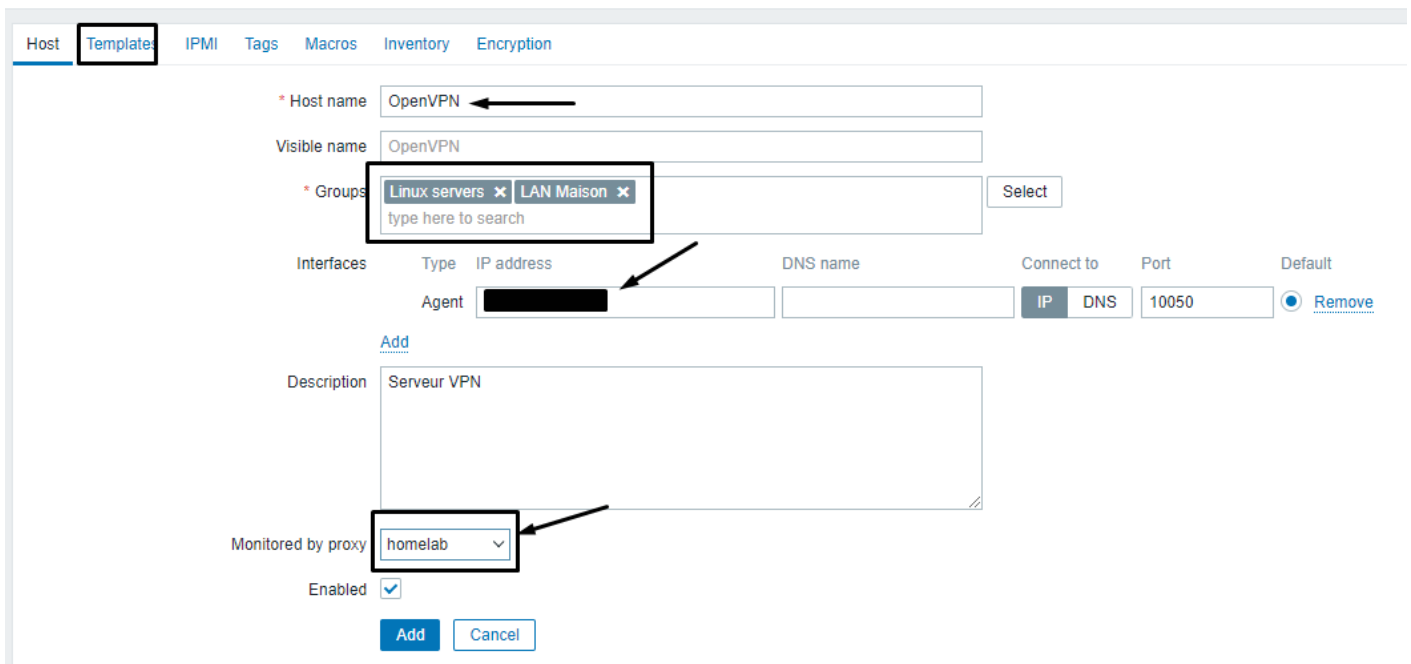 Host Templates IPMI Tags Macros Inventory Encryption
* Host name OpenVPN
Visible name OpenVPN
* Groups Linux servers × LAN Maison × Select
type here to search
Interfaces Type IP address DNS name Connect to Port Default
Agent IP DNS 10050 Remove
Add
Description Serveur VPN
Monitored by proxy homelab
Enabled
Add Cancel